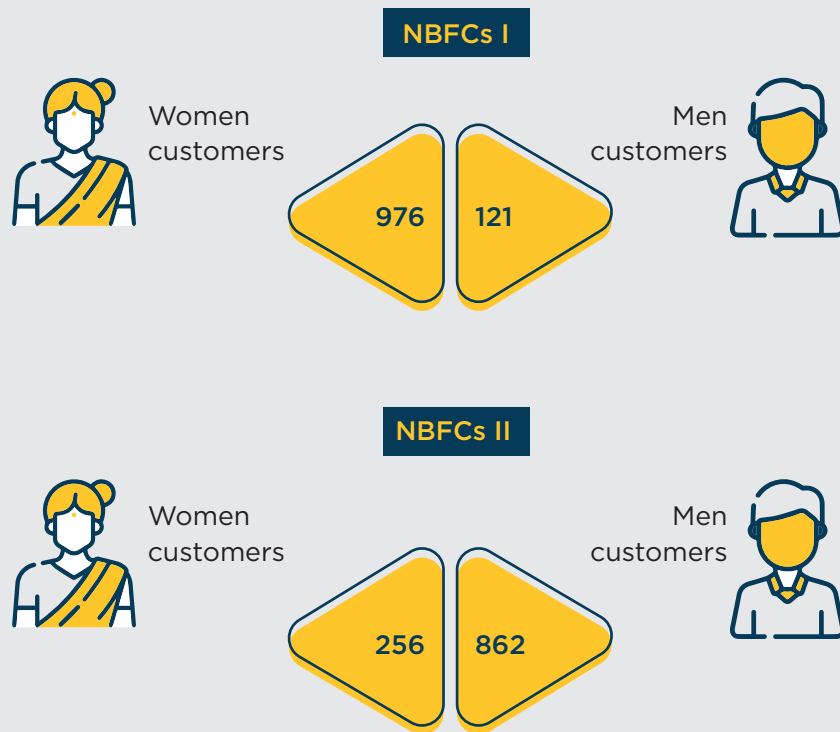 NBFCs I
Women
customers
Men
customers
976
121
NBFCs II
Women
customers
Men
customers
256
862